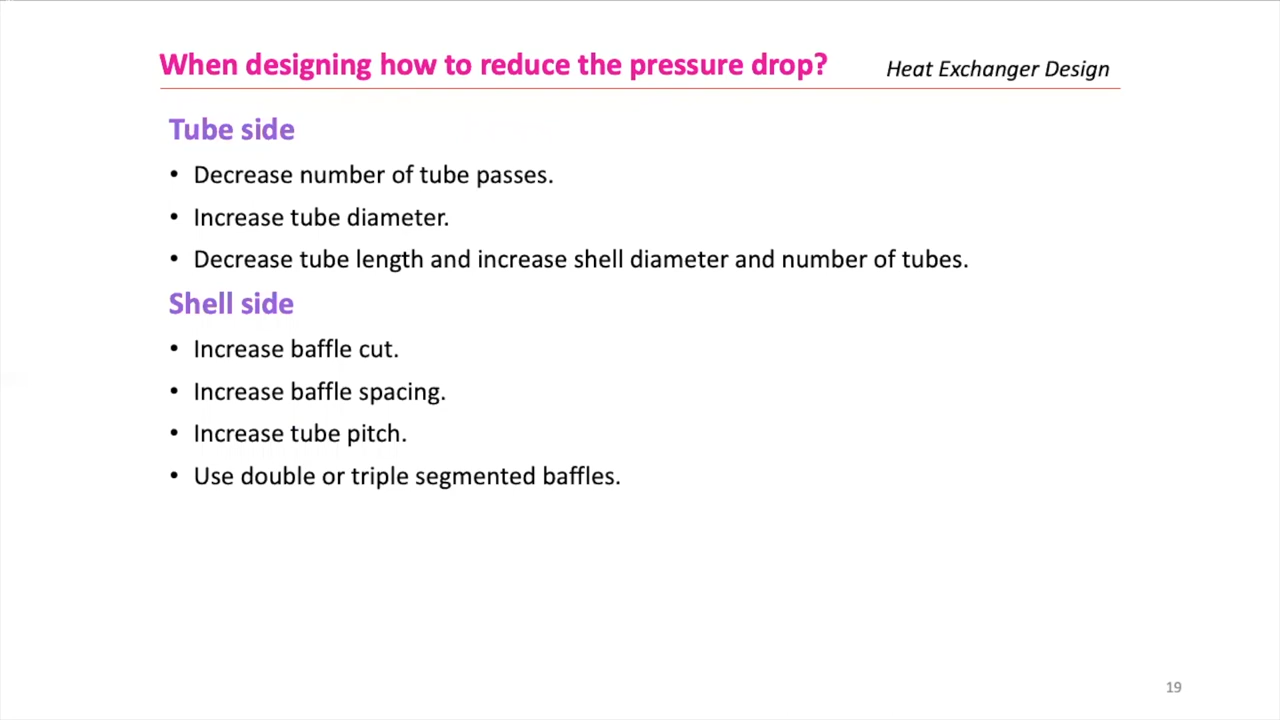 When designing how to reduce the pressure drop?
Heat Exchanger Design
Tube side
• Decrease number of tube passes.
• Increase tube diameter.
• Decrease tube length and increase shell diameter and number of tubes.
Shell side
• Increase baffle cut.
• Increase baffle spacing.
• Increase tube pitch.
• Use double or triple segmented baffles.
19